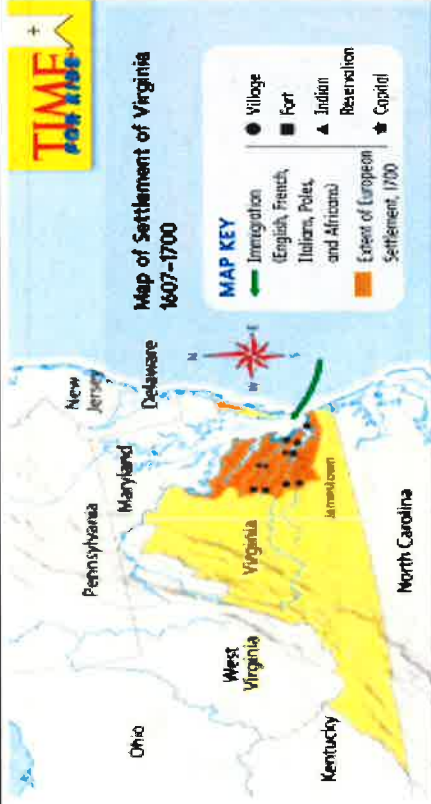 TIME
FOR KIDS
Map of Settlement of Virginia
1607–1700
MAP KEY
Immigration
(English, French,
Italians, Poles,
and Africans)
Extent of European
Settlement, 1700
Village
Fort
Indian
Reservation
Capital
N
E
S
W
New
Jersey
Delaware
Pennsylvania
Maryland
Ohio
West
Virginia
Virginia
Jamestown
Kentucky
North Carolina